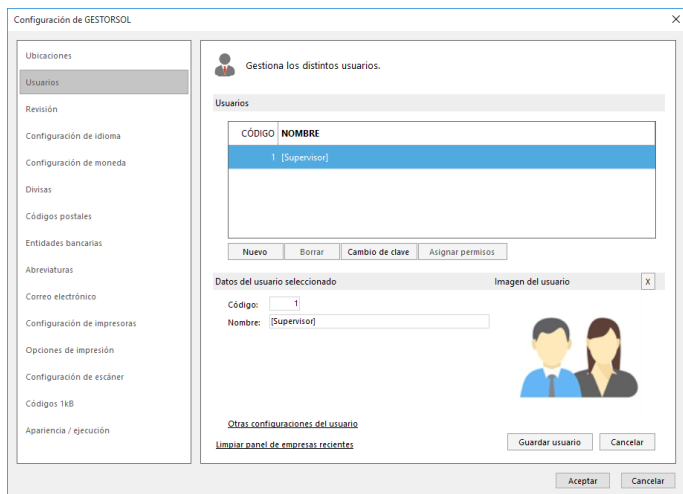 Configuración de GESTORSOL
Ubicaciones
Usuarios
Revisión
Configuración de idioma
Configuración de moneda
Divisas
Códigos postales
Entidades bancarias
Abreviaturas
Correo electrónico
Configuración de impresoras
Opciones de impresión
Configuración de escáner
Códigos 1kB
Apariencia / ejecución
Gestiona los distintos usuarios.
Usuarios
CÓDIGO NOMBRE
1 [Supervisor]
Nuevo Borrar Cambio de clave Asignar permisos
Datos del usuario seleccionado Imagen del usuario X
Código: 1
Nombre: [Supervisor]
Otras configuraciones del usuario
Limpiar panel de empresas recientes Guardar usuario Cancelar
Aceptar Cancelar